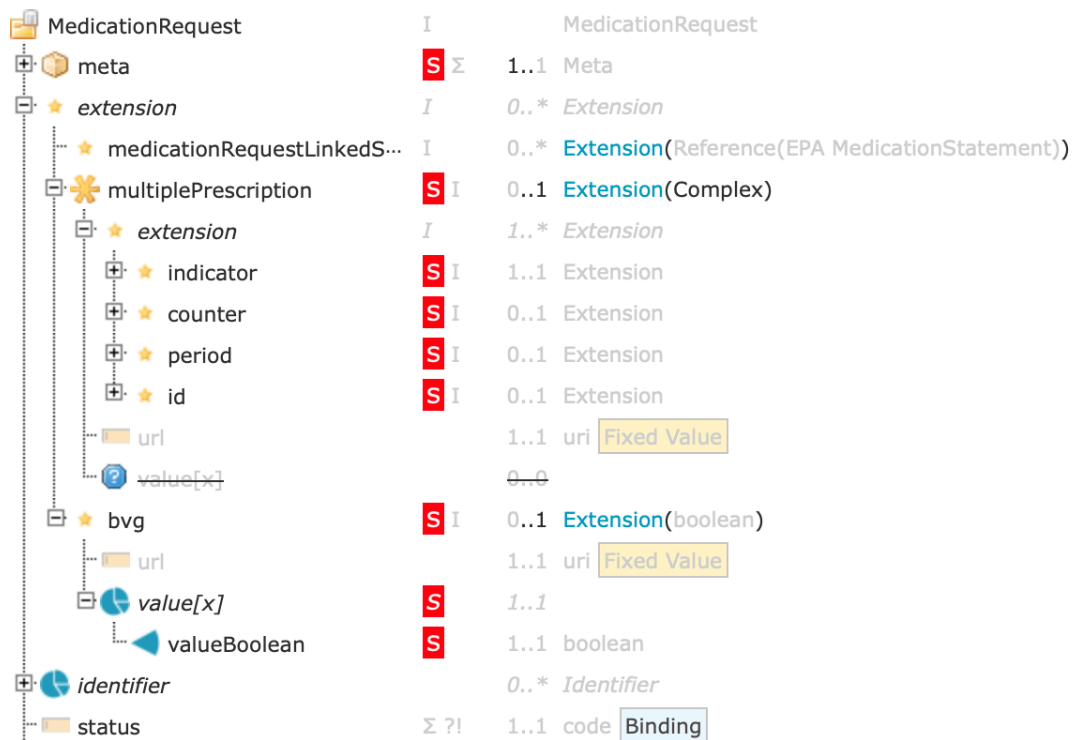 MedicationRequest I MedicationRequest
meta S Σ 1..1 Meta
extension I 0..* Extension
medicationRequestLinkedS··· I 0..* Extension(Reference(EPA MedicationStatement))
multiplePrescription S I 0..1 Extension(Complex)
extension I 1..* Extension
indicator S I 1..1 Extension
counter S I 0..1 Extension
period S I 0..1 Extension
id S I 0..1 Extension
url 1..1 uri Fixed Value
value[x] 0..0
bvg S I 0..1 Extension(boolean)
url 1..1 uri Fixed Value
value[x] S 1..1
valueBoolean S 1..1 boolean
identifier 0..* Identifier
status Σ ?! 1..1 code Binding